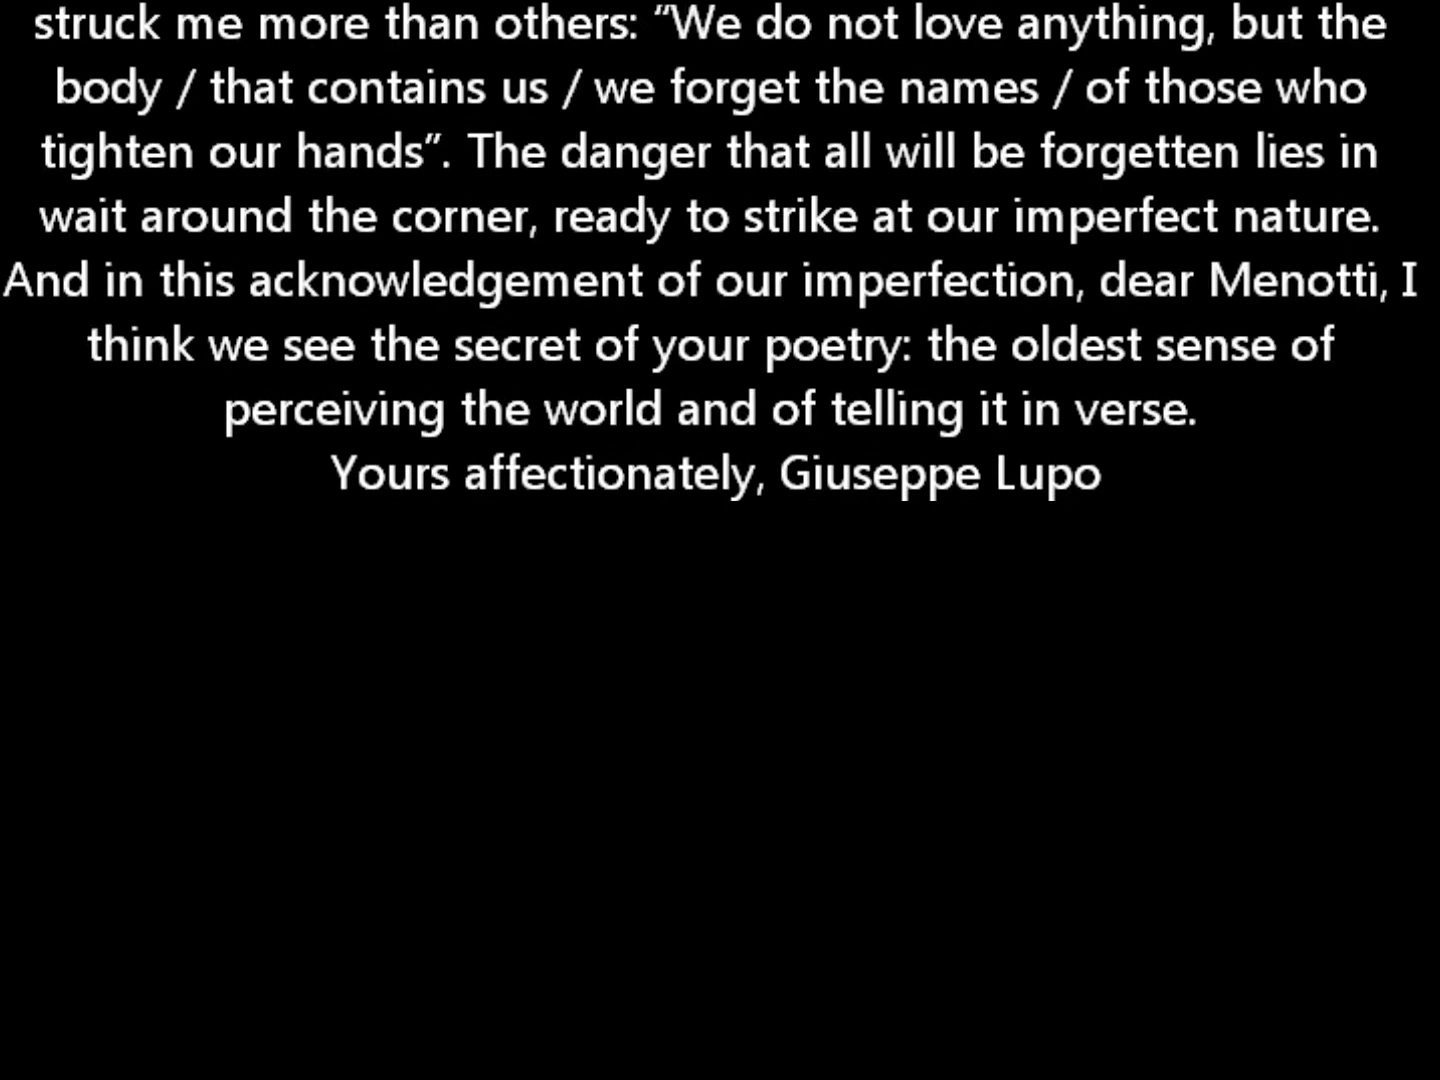 struck me more than others: “We do not love anything, but the
body / that contains us / we forget the names / of those who
tighten our hands”. The danger that all will be forgetten lies in
wait around the corner, ready to strike at our imperfect nature.
And in this acknowledgement of our imperfection, dear Menotti, I
think we see the secret of your poetry: the oldest sense of
perceiving the world and of telling it in verse.
Yours affectionately, Giuseppe Lupo